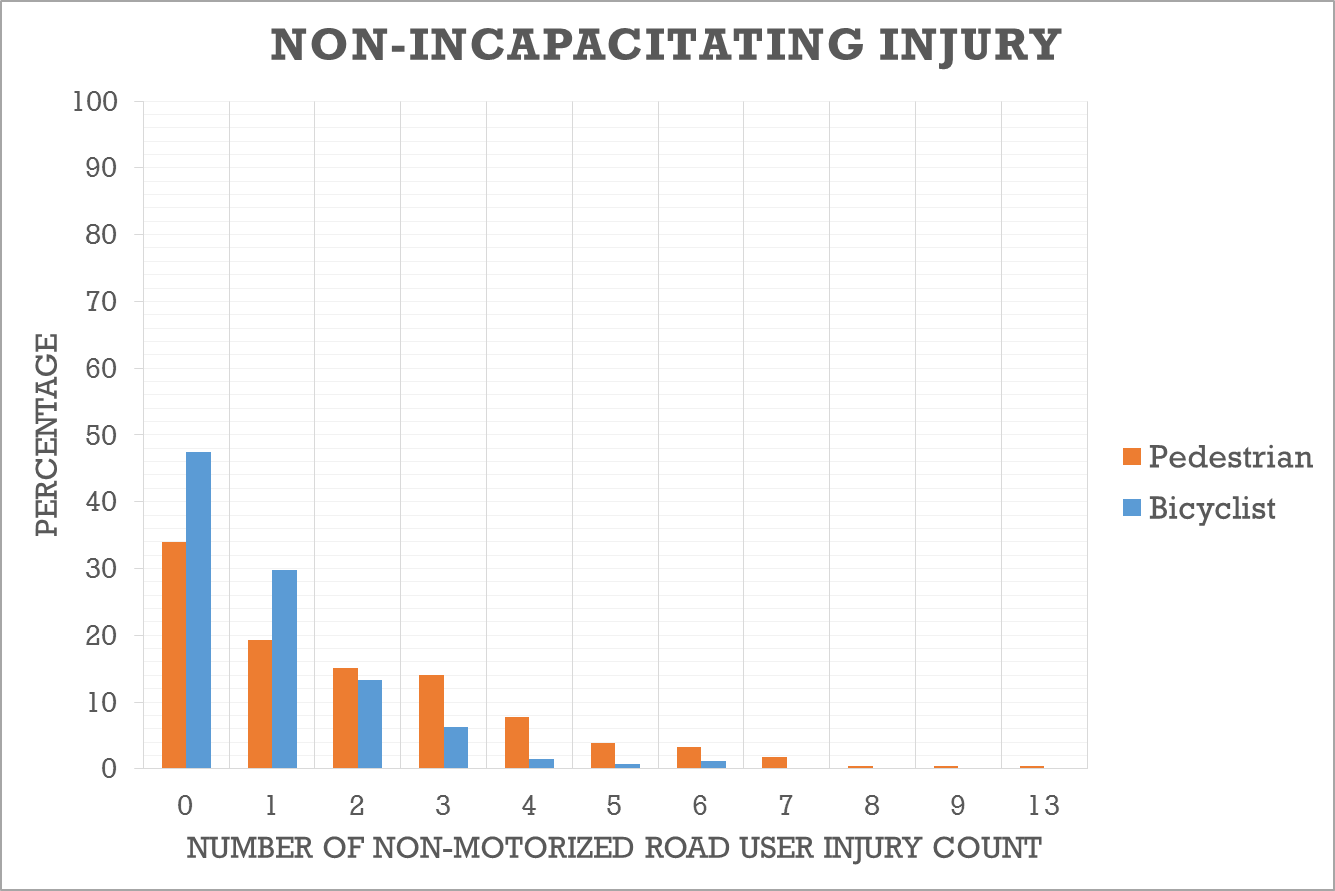 NON-INCAPACITATING INJURY
100
90
80
70
60
50
40
30
20
10
0
PERCENTAGE
0 1 2 3 4 5 6 7 8 9 13
NUMBER OF NON-MOTORIZED ROAD USER INJURY COUNT
Pedestrian
Bicyclist